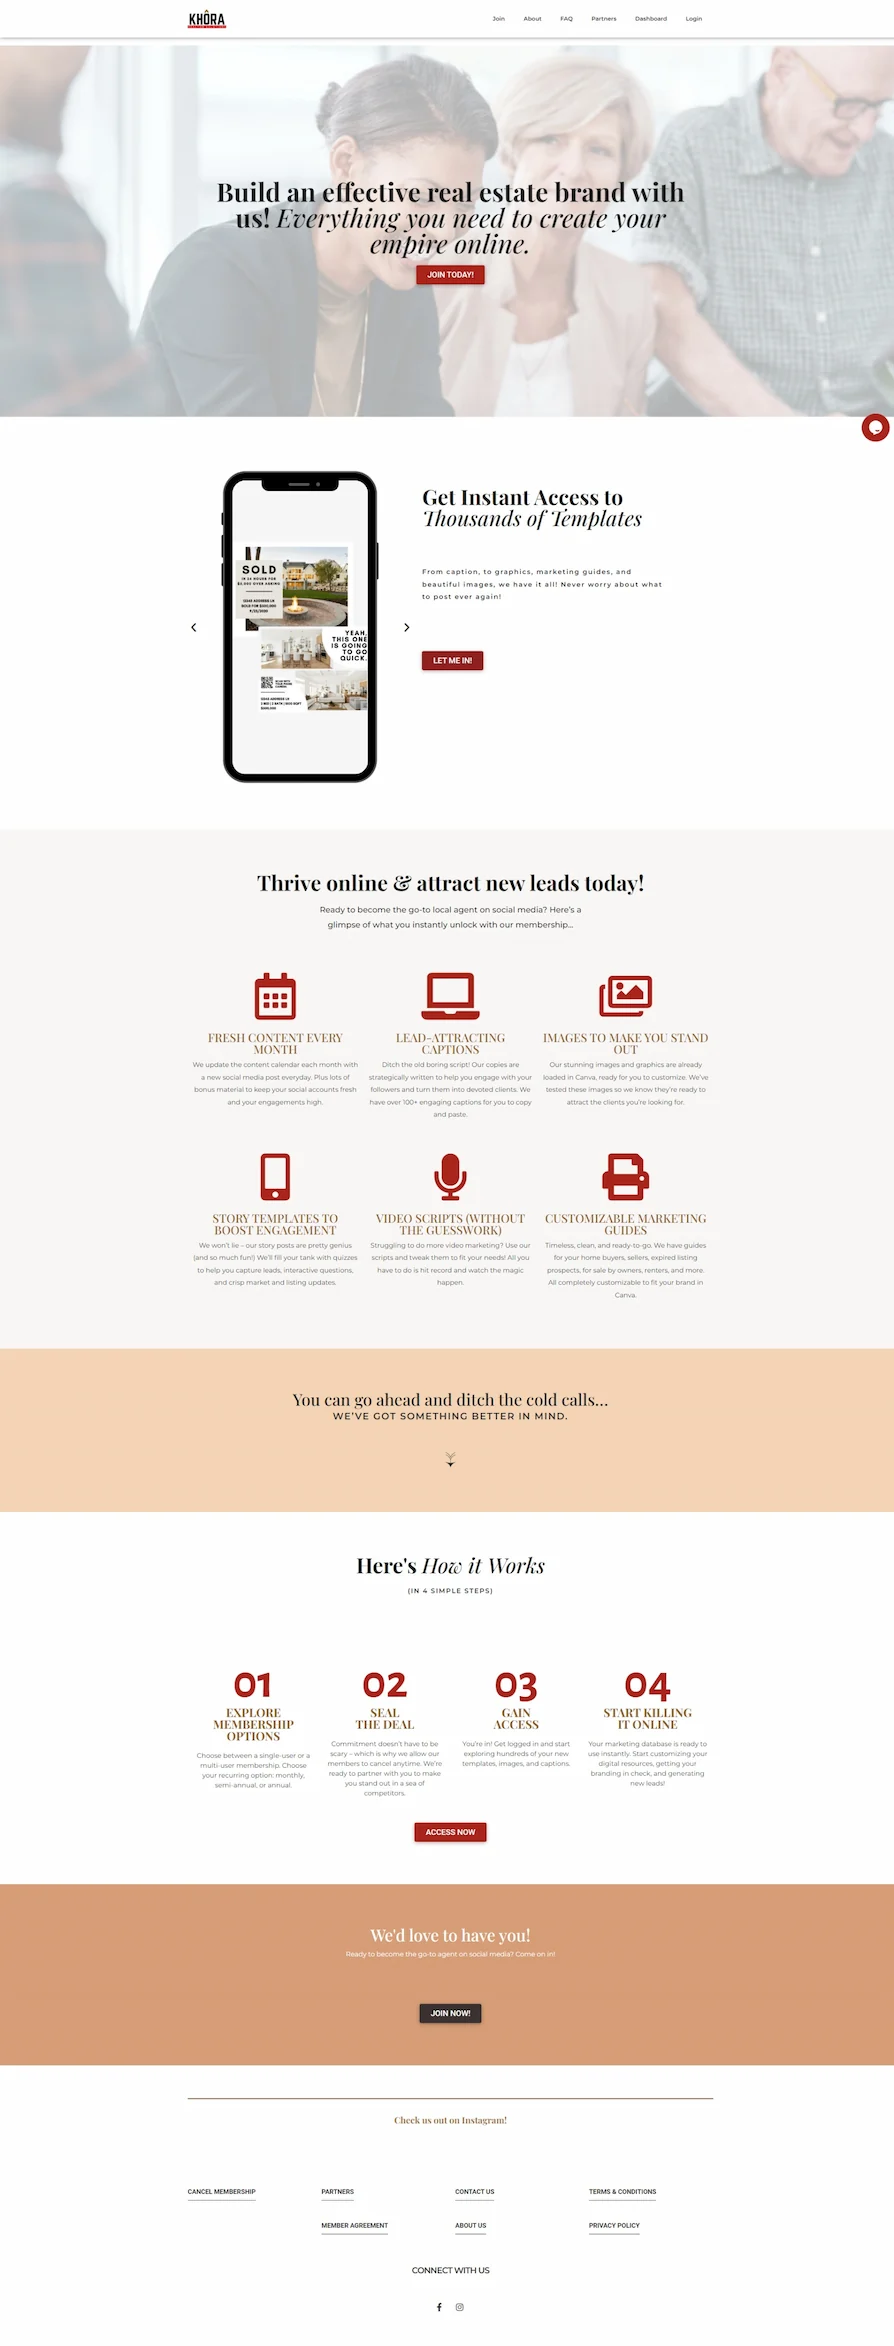 KHÔRA
Join
About
FAQ
Partners
Dashboard
Login
Build an effective real estate brand with
us! Everything you need to create your
empire online.
JOIN TODAY!
SOLD
IN 24 HOURS FOR
$5,000 OVER ASKING
YEAH,
THIS ONE
IS GOING
TO GO
QUICK.
Get Instant Access to
Thousands of Templates
From caption, to graphics, marketing guides, and
beautiful images, we have it all! Never worry about what
to post ever again!
LET ME IN!
Thrive online & attract new leads today!
Ready to become the go-to local agent on social media? Here's a
glimpse of what you instantly unlock with our membership...
FRESH CONTENT EVERY
MONTH
We update the content calendar each month with
a new social media post everyday. Plus lots of
bonus material to keep your social accounts fresh
and your engagements high.
LEAD-ATTRACTING
CAPTIONS
Ditch the old boring script! Our copies are
strategically written to help you engage with your
followers and turn them into devoted clients. We
have over 100+ engaging captions for you to copy
and paste.
IMAGES TO MAKE YOU STAND
OUT
Our stunning images and graphics are already
loaded in Canva, ready for you to customize. We've
tested these images so we know they're ready to
attract the clients you're looking for.
STORY TEMPLATES TO
BOOST ENGAGEMENT
We won't lie – our story posts are pretty genius
(and so much fun!) We'll fill your tank with quizzes
to help you capture leads, interactive questions,
and crisp market and listing updates.
VIDEO SCRIPTS (WITHOUT
THE GUESSWORK)
Struggling to do more video marketing? Use our
scripts and tweak them to fit your needs! All you
have to do is hit record and watch the magic
happen.
CUSTOMIZABLE MARKETING
GUIDES
Timeless, clean, and ready-to-go. We have guides
for your home buyers, sellers, expired listing
prospects, for sale by owners, renters, and more.
All completely customizable to fit your brand in
Canva.
You can go ahead and ditch the cold calls...
WE'VE GOT SOMETHING BETTER IN MIND.
Here's How it Works
(IN 4 SIMPLE STEPS)
01
EXPLORE
MEMBERSHIP
OPTIONS
Choose between a single-user or a
multi-user membership. Choose
your recurring option: monthly,
semi-annual, or annual.
02
SEAL
THE DEAL
Commitment doesn't have to be
scary – which is why we allow our
members to cancel anytime. We're
ready to partner with you to make
you stand out in a sea of
competitors.
03
GAIN
ACCESS
You're in! Get logged in and start
exploring hundreds of your new
templates, images, and captions.
04
START KILLING
IT ONLINE
Your marketing database is ready to
use instantly. Start customizing your
digital resources, getting your
branding in check, and generating
new leads!
ACCESS NOW
We'd love to have you!
Ready to become the go-to agent on social media? Come on in!
JOIN NOW!
Check us out on Instagram!
CANCEL MEMBERSHIP
PARTNERS
CONTACT US
TERMS & CONDITIONS
MEMBER AGREEMENT
ABOUT US
PRIVACY POLICY
CONNECT WITH US